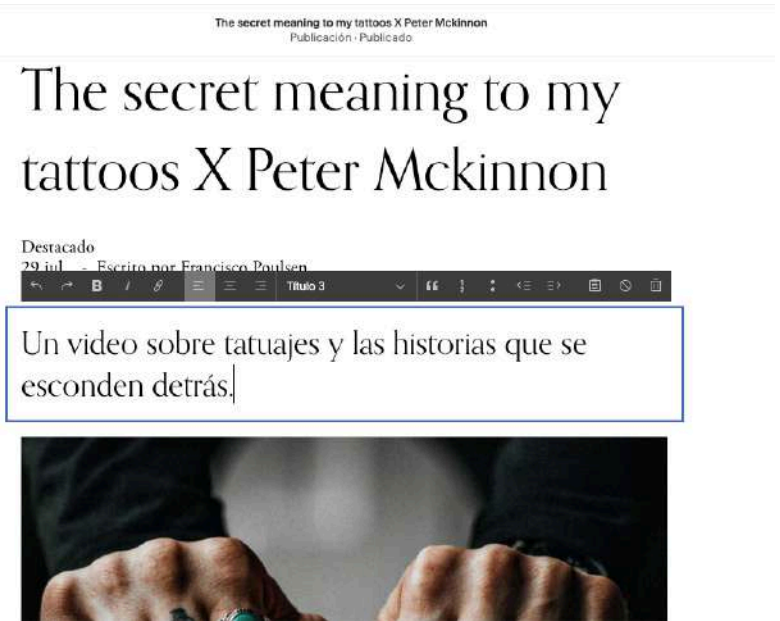 The secret meaning to my tattoos X Peter Mckinnon
Publicación · Publicado
The secret meaning to my
tattoos X Peter Mckinnon
Destacado
29 jul - Escrito por Francisco Poulsen
B I Título 3
Un video sobre tatuajes y las historias que se
esconden detrás.